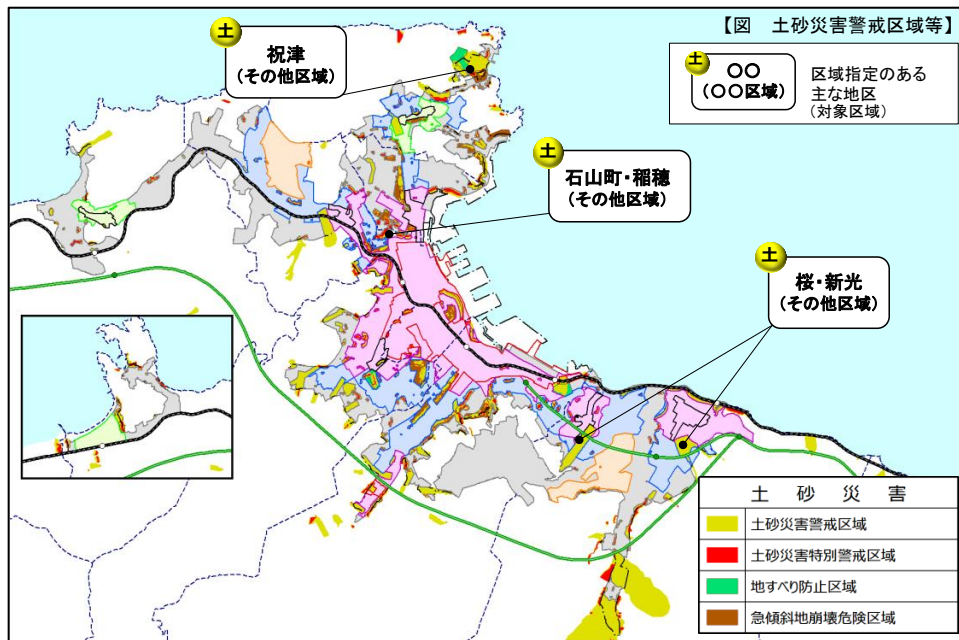 【図　土砂災害警戒区域等】
土
祝津
(その他区域)
土
○○
(○○区域)
区域指定のある
主な地区
(対象区域)
土
石山町・稲穂
(その他区域)
土
桜・新光
(その他区域)
土　砂　災　害
土砂災害警戒区域
土砂災害特別警戒区域
地すべり防止区域
急傾斜地崩壊危険区域